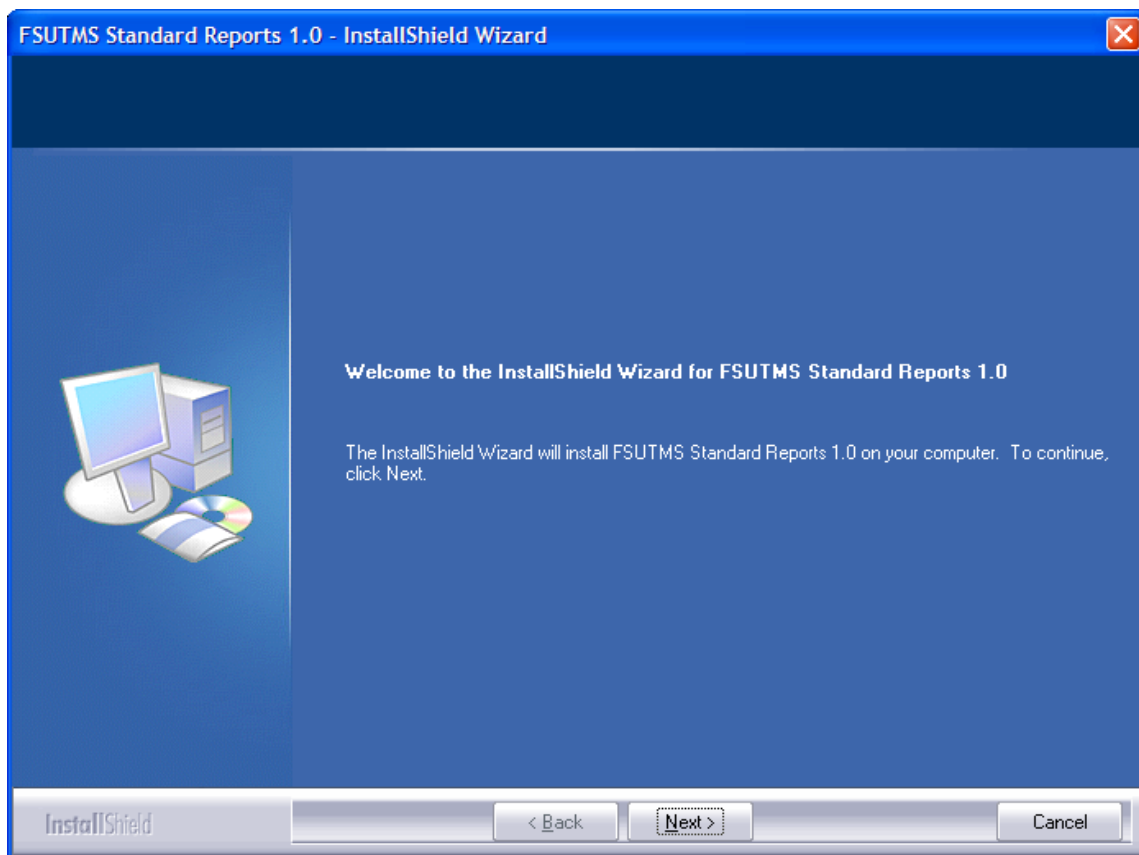 FSUTMS Standard Reports 1.0 - InstallShield Wizard
Welcome to the InstallShield Wizard for FSUTMS Standard Reports 1.0
The InstallShield Wizard will install FSUTMS Standard Reports 1.0 on your computer. To continue,
click Next.
InstallShield
< Back
Next >
Cancel